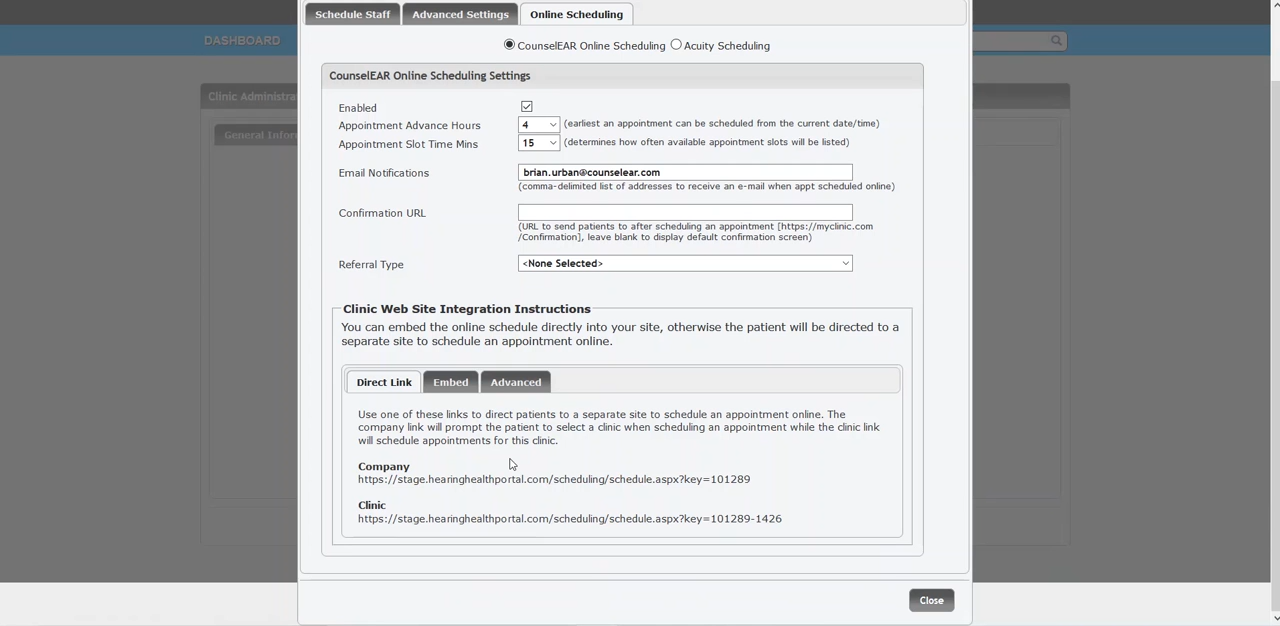 Schedule Staff Advanced Settings Online Scheduling
DASHBOARD
CounselEAR Online Scheduling Acuity Scheduling
CounselEAR Online Scheduling Settings
Clinic Administra
General Infor
Enabled
Appointment Advance Hours 4 (earliest an appointment can be scheduled from the current date/time)
Appointment Slot Time Mins 15 (determines how often available appointment slots will be listed)
Email Notifications brian.urban@counselear.com
(comma-delimited list of addresses to receive an e-mail when appt scheduled online)
Confirmation URL
(URL to send patients to after scheduling an appointment [https://myclinic.com
/Confirmation], leave blank to display default confirmation screen)
Referral Type <None Selected>
Clinic Web Site Integration Instructions
You can embed the online schedule directly into your site, otherwise the patient will be directed to a
separate site to schedule an appointment online.
Direct Link Embed Advanced
Use one of these links to direct patients to a separate site to schedule an appointment online. The
company link will prompt the patient to select a clinic when scheduling an appointment while the clinic link
will schedule appointments for this clinic.
Company
https://stage.hearinghealthportal.com/scheduling/schedule.aspx?key=101289
Clinic
https://stage.hearinghealthportal.com/scheduling/schedule.aspx?key=101289-1426
Close